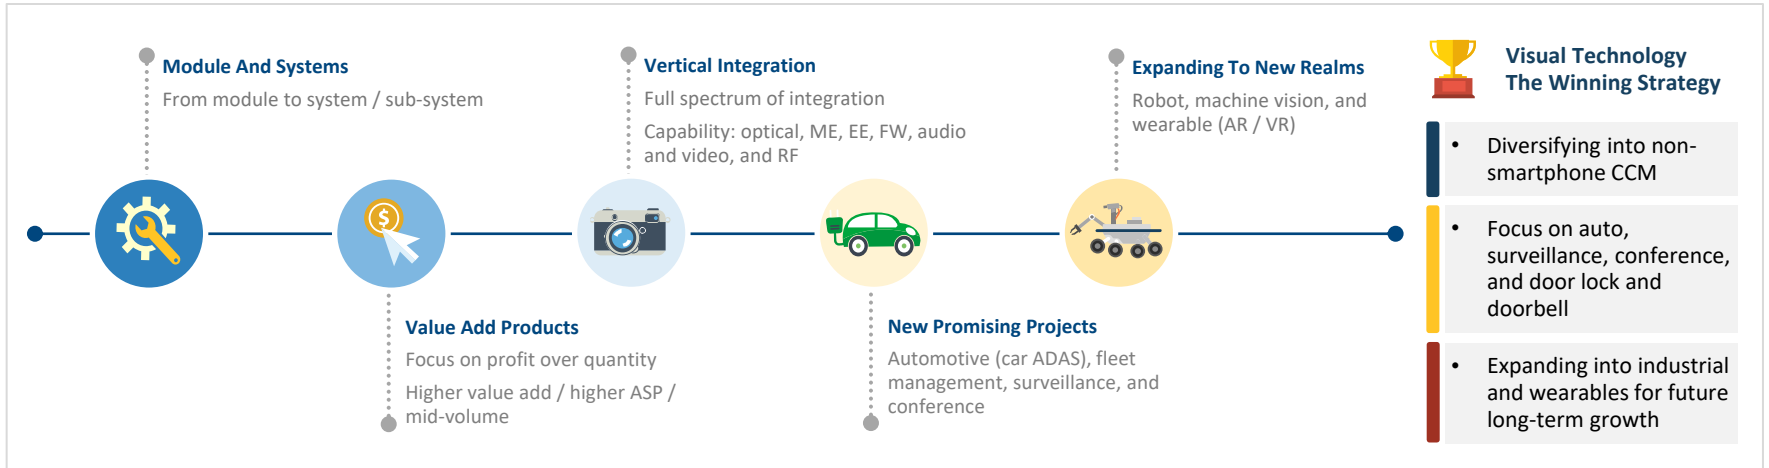 Module And Systems
From module to system / sub-system
Value Add Products
Focus on profit over quantity
Higher value add / higher ASP /
mid-volume
Vertical Integration
Full spectrum of integration
Capability: optical, ME, EE, FW, audio
and video, and RF
New Promising Projects
Automotive (car ADAS), fleet
management, surveillance, and
conference
Expanding To New Realms
Robot, machine vision, and
wearable (AR / VR)
Visual Technology
The Winning Strategy
• Diversifying into non-
smartphone CCM
• Focus on auto,
surveillance, conference,
and door lock and
doorbell
• Expanding into industrial
and wearables for future
long-term growth
$